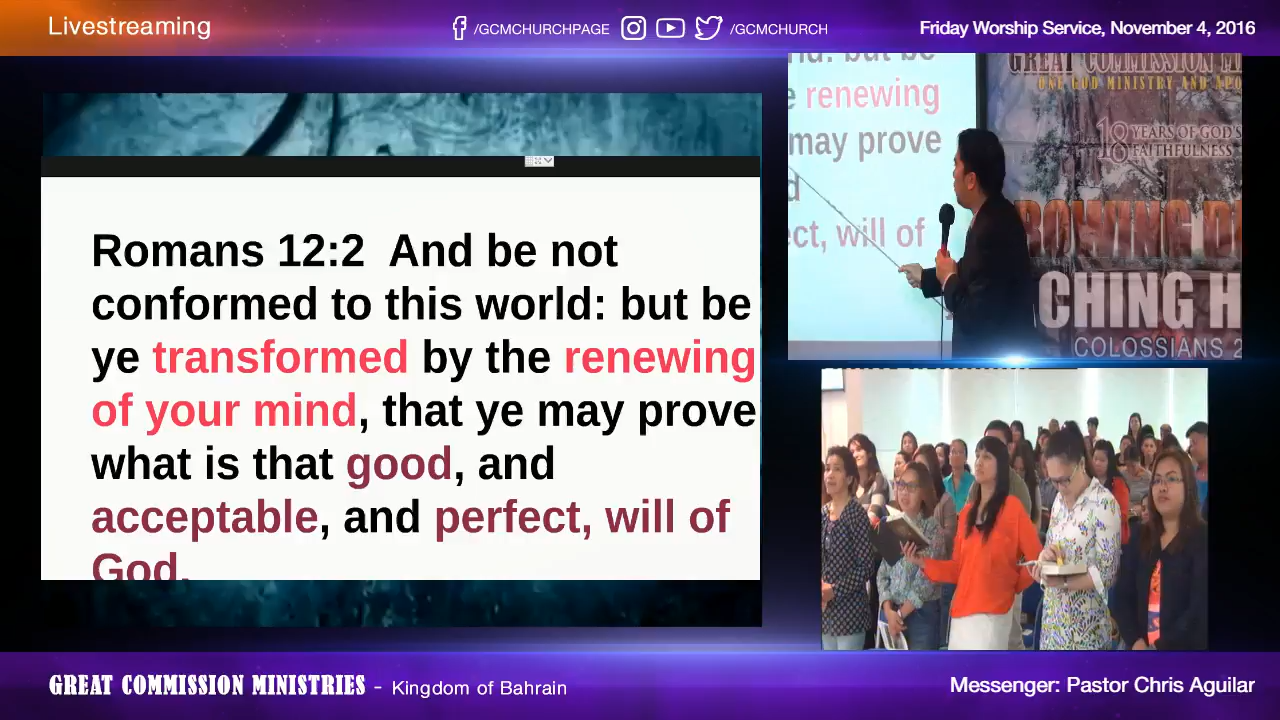 Livestreaming
/GCMCHURCHPAGE
/GCMCHURCH
Friday Worship Service, November 4, 2016
Romans 12:2 And be not
conformed to this world: but be
ye transformed by the renewing
of your mind, that ye may prove
what is that good, and
acceptable, and perfect, will of
God.
but be
renewing
may prove
will of
GREAT COMMISSION
ONE GOD MINISTRY AND
18 YEARS OF GOD'S
FAITHFULNESS
COLOSSIANS 2
GREAT COMMISSION MINISTRIES - Kingdom of Bahrain
Messenger: Pastor Chris Aguilar